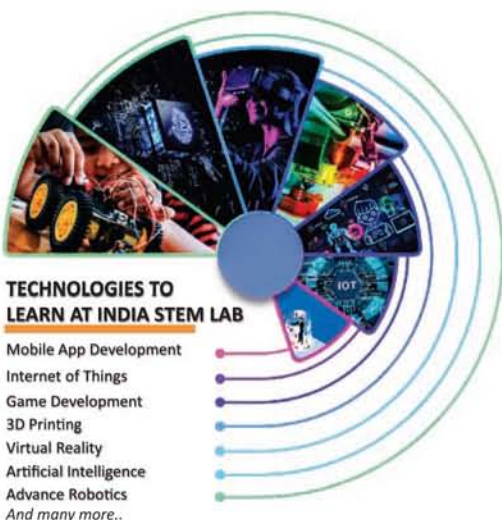 IOT
TECHNOLOGIES TO
LEARN AT INDIA STEM LAB
Mobile App Development
Internet of Things
Game Development
3D Printing
Virtual Reality
Artificial Intelligence
Advance Robotics
And many more..